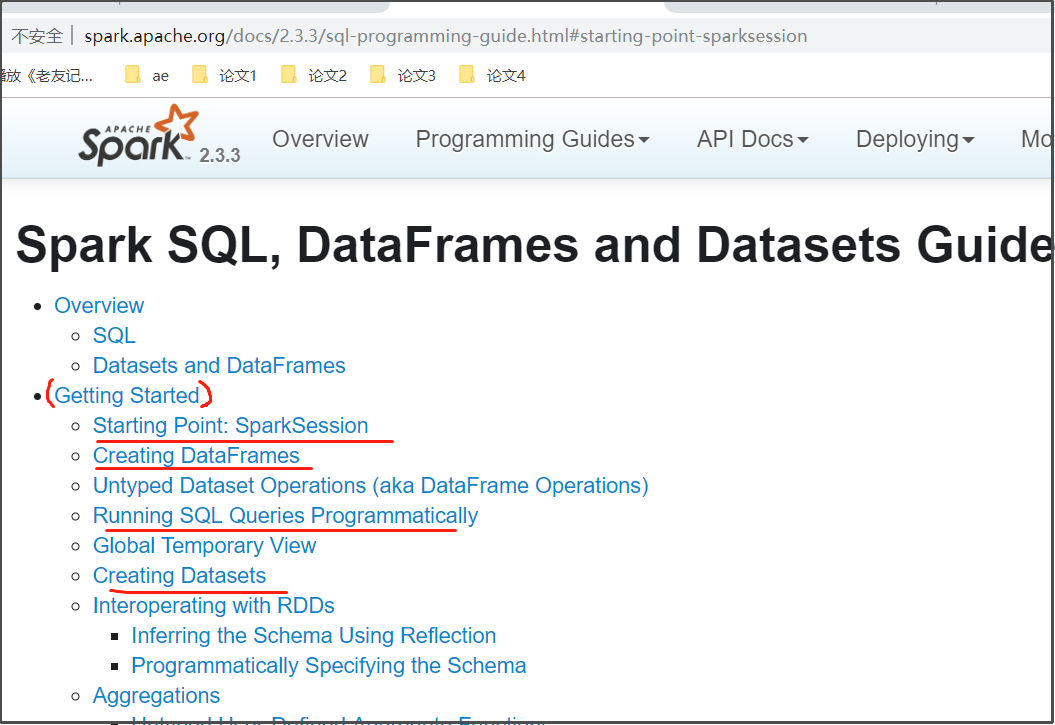 不安全 | spark.apache.org/docs/2.3.3/sql-programming-guide.html#starting-point-sparksession
放《老友记... ae 论文1 论文2 论文3 论文4
APACHE Spark™ 2.3.3 Overview Programming Guides API Docs Deploying Mo
Spark SQL, DataFrames and Datasets Guide
Overview
SQL
Datasets and DataFrames
Getting Started
Starting Point: SparkSession
Creating DataFrames
Untyped Dataset Operations (aka DataFrame Operations)
Running SQL Queries Programmatically
Global Temporary View
Creating Datasets
Interoperating with RDDs
Inferring the Schema Using Reflection
Programmatically Specifying the Schema
Aggregations